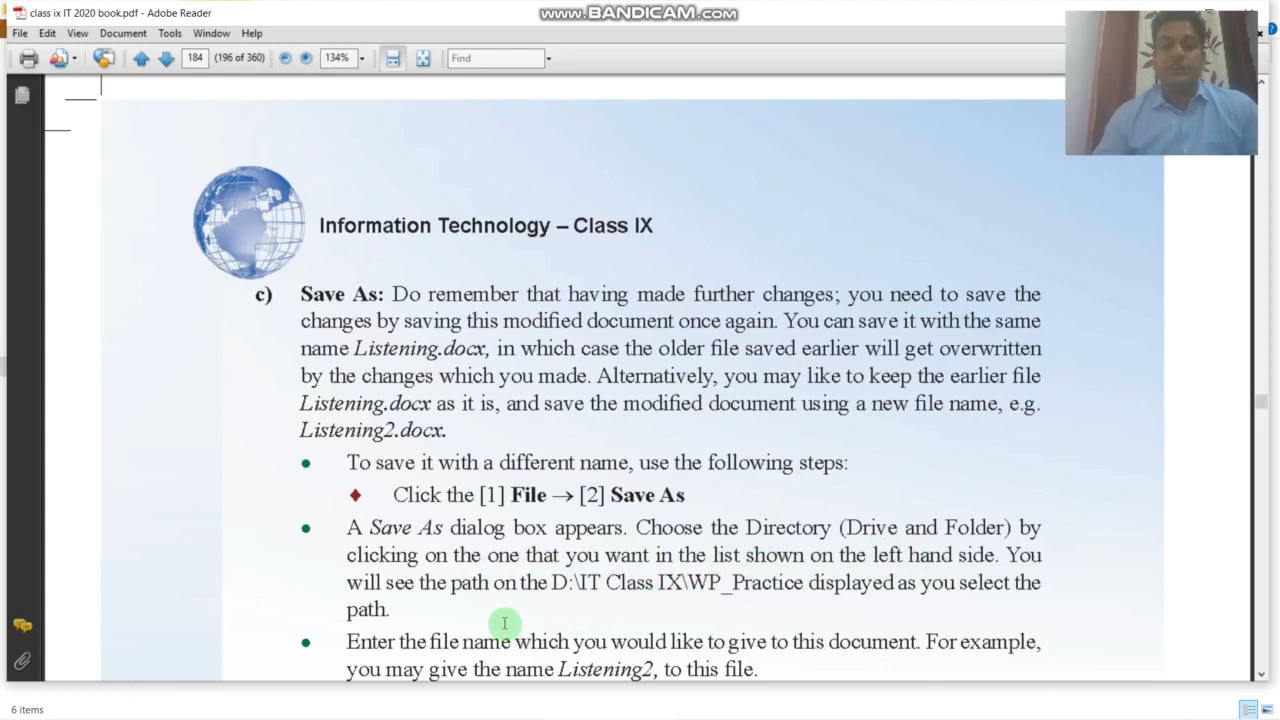 www.BANDICAM.com
class ix IT 2020 book.pdf - Adobe Reader
File Edit View Document Tools Window Help
184 (196 of 360) 134% Find
Information Technology – Class IX
c) Save As: Do remember that having made further changes; you need to save the
changes by saving this modified document once again. You can save it with the same
name Listening.docx, in which case the older file saved earlier will get overwritten
by the changes which you made. Alternatively, you may like to keep the earlier file
Listening.docx as it is, and save the modified document using a new file name, e.g.
Listening2.docx.
• To save it with a different name, use the following steps:
♦ Click the [1] File → [2] Save As
• A Save As dialog box appears. Choose the Directory (Drive and Folder) by
clicking on the one that you want in the list shown on the left hand side. You
will see the path on the D:\IT Class IX\WP_Practice displayed as you select the
path.
• Enter the file name which you would like to give to this document. For example,
you may give the name Listening2, to this file.
6 items